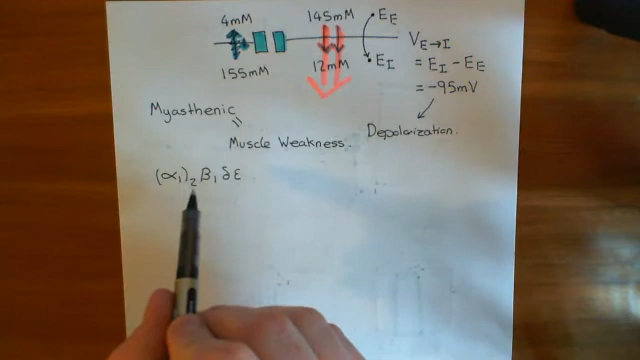 4mM 145mM E_E
155mM 12mM E_I
V_E→I
= E_I - E_E
= -95mV
Myasthenic
=
Muscle Weakness.
Depolarization.
(α₁)₂ β₁ δ ε